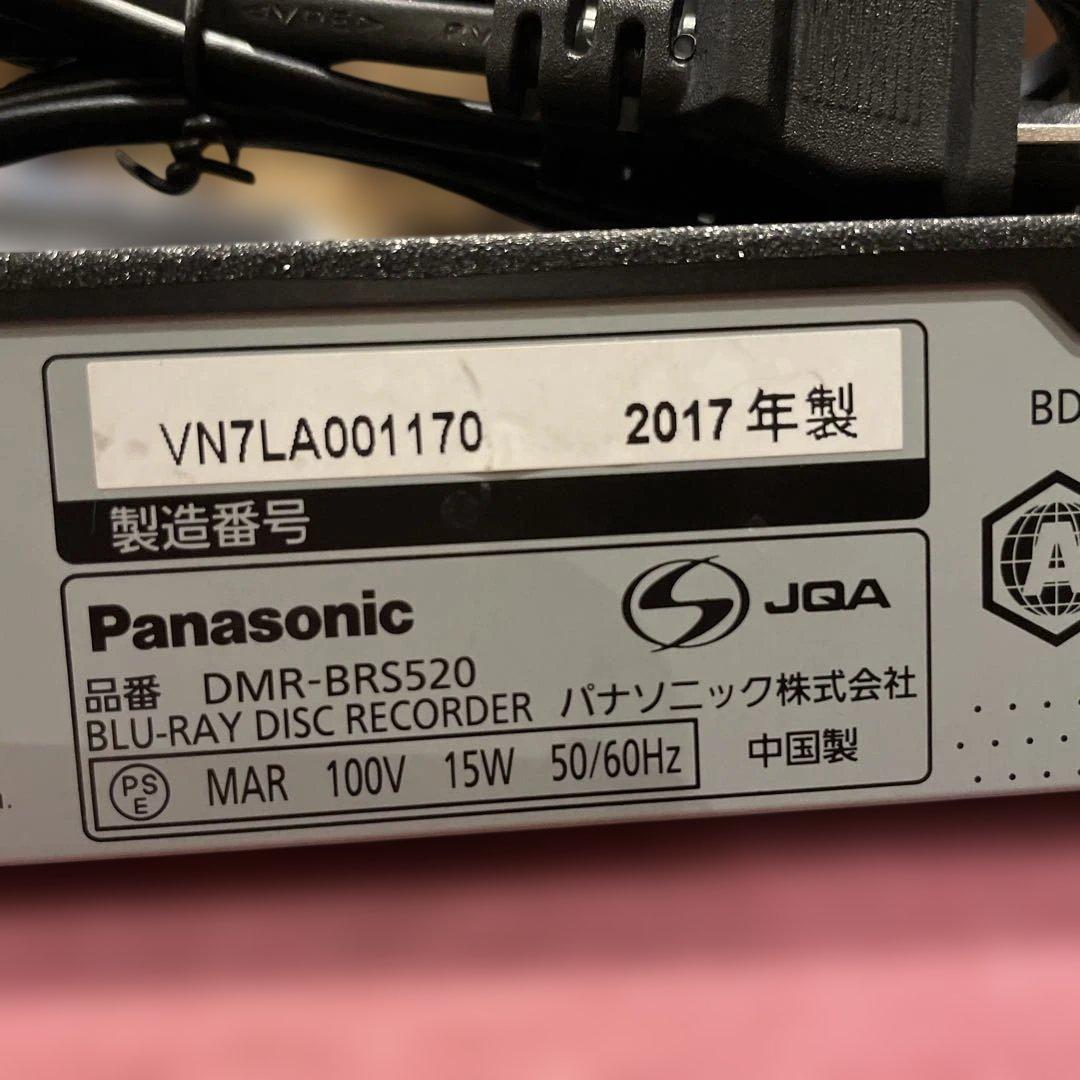 VDE
VN7LA001170 2017年製
製造番号
BD
A
Panasonic
JQA
品番 DMR-BRS520
BLU-RAY DISC RECORDER パナソニック株式会社
PS
E
MAR 100V 15W 50/60Hz
中国製